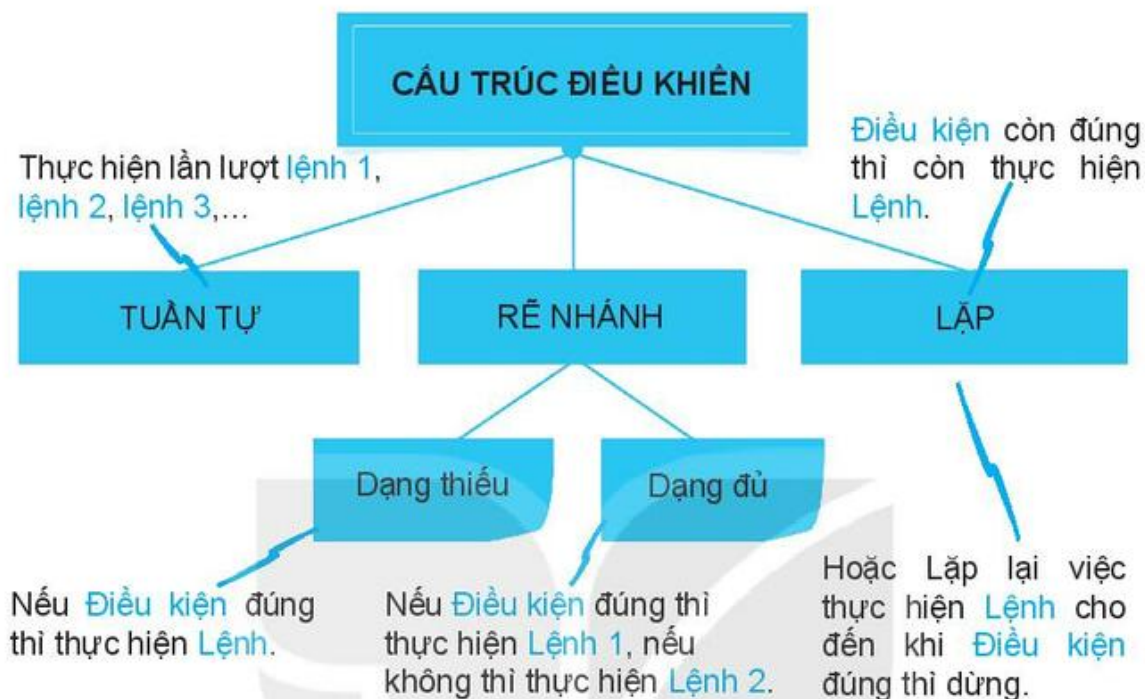 CẤU TRÚC ĐIỀU KHIỂN
Thực hiện lần lượt lệnh 1,
lệnh 2, lệnh 3,...
Điều kiện còn đúng
thì còn thực hiện
Lệnh.
TUẦN TỰ
RẼ NHÁNH
LẶP
Dạng thiếu
Dạng đủ
Nếu Điều kiện đúng
thì thực hiện Lệnh.
Nếu Điều kiện đúng thì
thực hiện Lệnh 1, nếu
không thì thực hiện Lệnh 2.
Hoặc Lặp lại việc
thực hiện Lệnh cho
đến khi Điều kiện
đúng thì dừng.